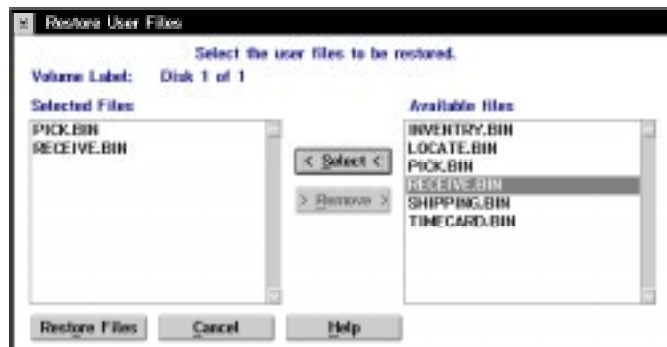 Restore User Files
Select the user files to be restored.
Volume Label: Disk 1 of 1
Selected Files
Available files
PICK.BIN
RECEIVE.BIN
< Select <
> Remove >
INVENTRY.BIN
LOCATE.BIN
PICK.BIN
RECEIVE.BIN
SHIPPING.BIN
TIMECARD.BIN
Restore Files
Cancel
Help